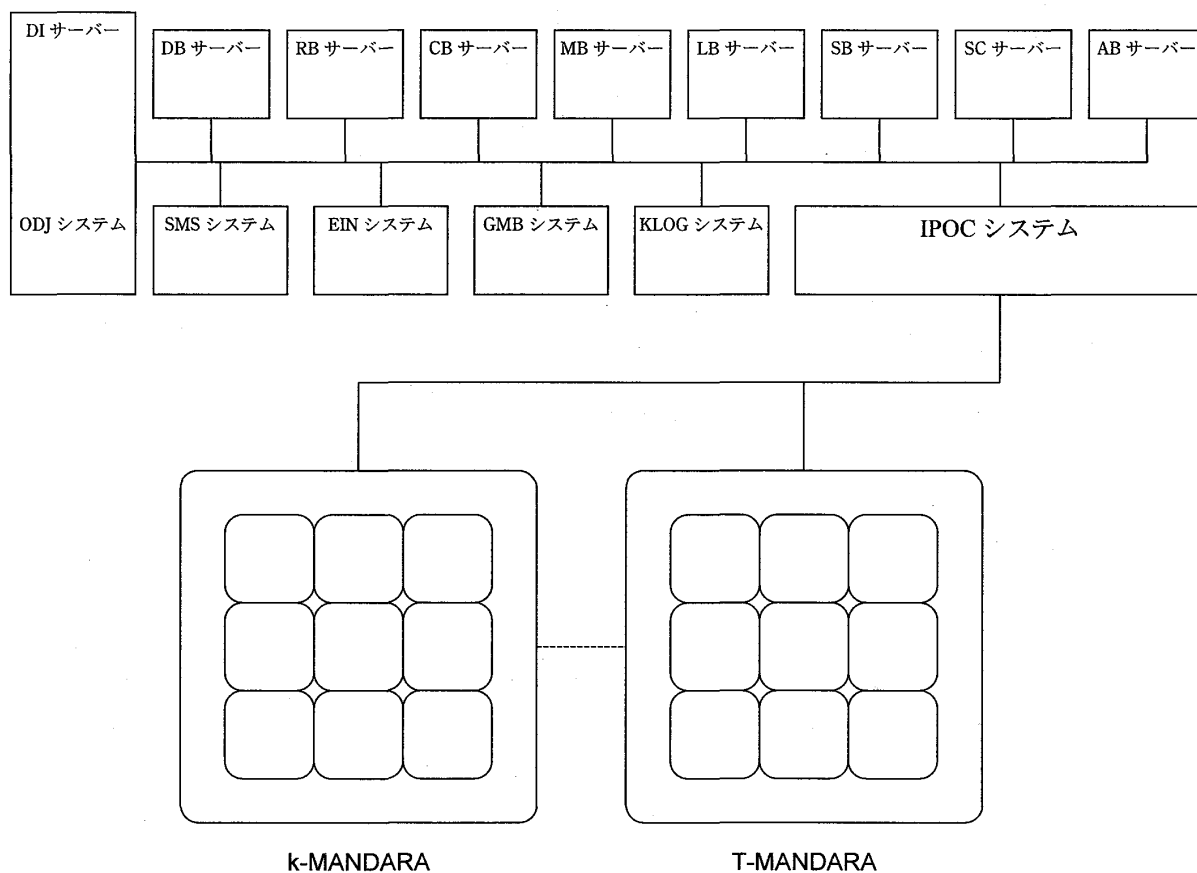 DI サーバー
DB サーバー
RB サーバー
CB サーバー
MB サーバー
LB サーバー
SB サーバー
SC サーバー
AB サーバー
ODJ システム
SMS システム
EIN システム
GMB システム
KLOG システム
IPOC システム
k-MANDARA
T-MANDARA